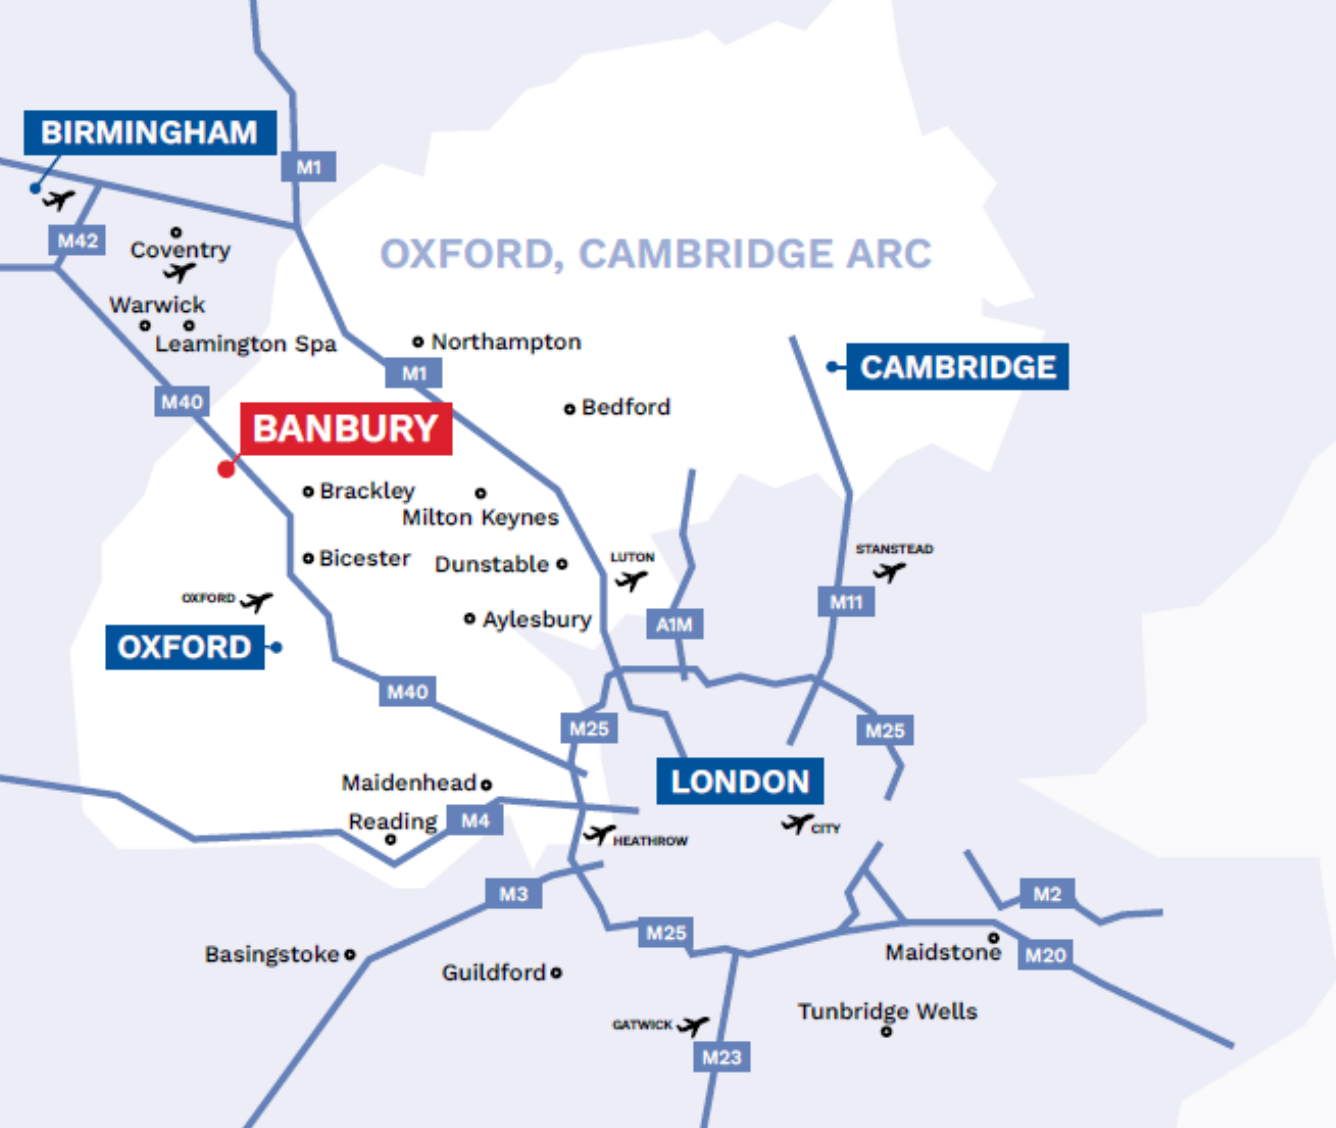 BIRMINGHAM
M1
M42
Coventry
OXFORD, CAMBRIDGE ARC
Warwick
Leamington Spa
Northampton
M1
CAMBRIDGE
M40
BANBURY
Bedford
Brackley
Milton Keynes
Bicester
Dunstable
LUTON
STANSTEAD
OXFORD
Aylesbury
A1M
M11
OXFORD
M40
M25
M25
Maidenhead
LONDON
Reading
M4
HEATHROW
CITY
M3
M2
M25
Basingstoke
Guildford
Maidstone
M20
GATWICK
Tunbridge Wells
M23